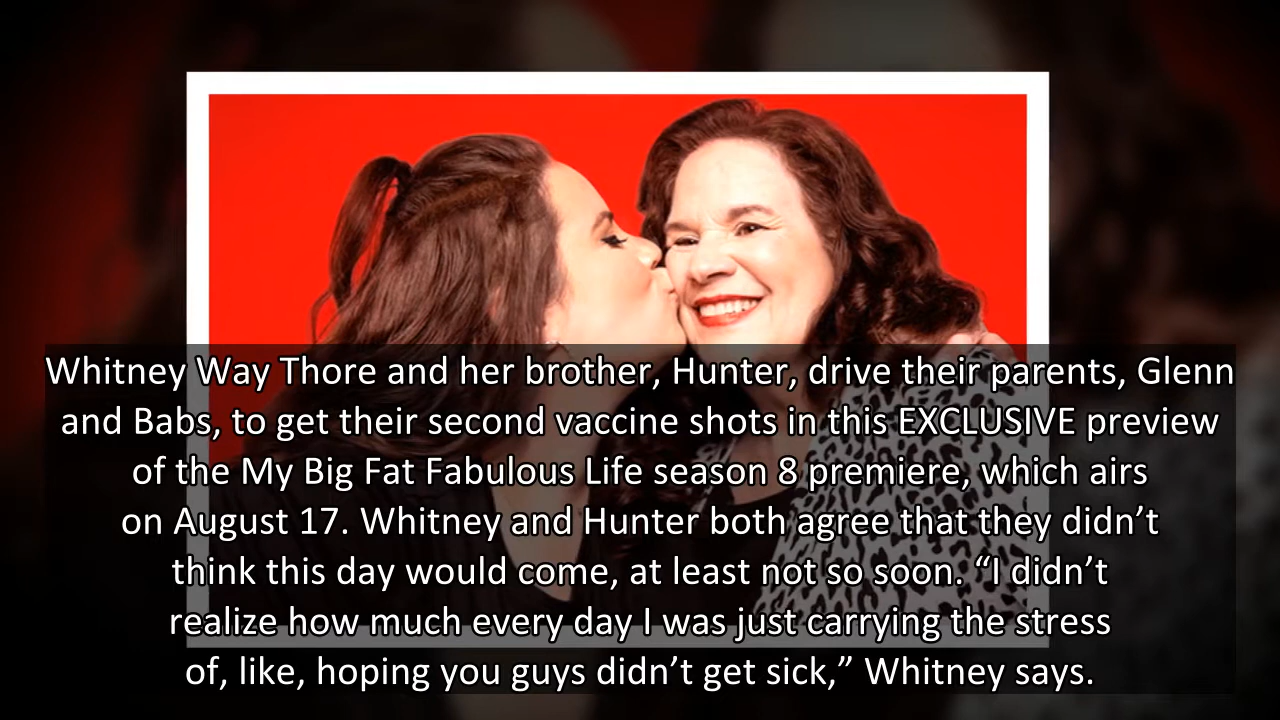 Whitney Way Thore and her brother, Hunter, drive their parents, Glenn
and Babs, to get their second vaccine shots in this EXCLUSIVE preview
of the My Big Fat Fabulous Life season 8 premiere, which airs
on August 17. Whitney and Hunter both agree that they didn’t
think this day would come, at least not so soon. “I didn’t
realize how much every day I was just carrying the stress
of, like, hoping you guys didn’t get sick,” Whitney says.